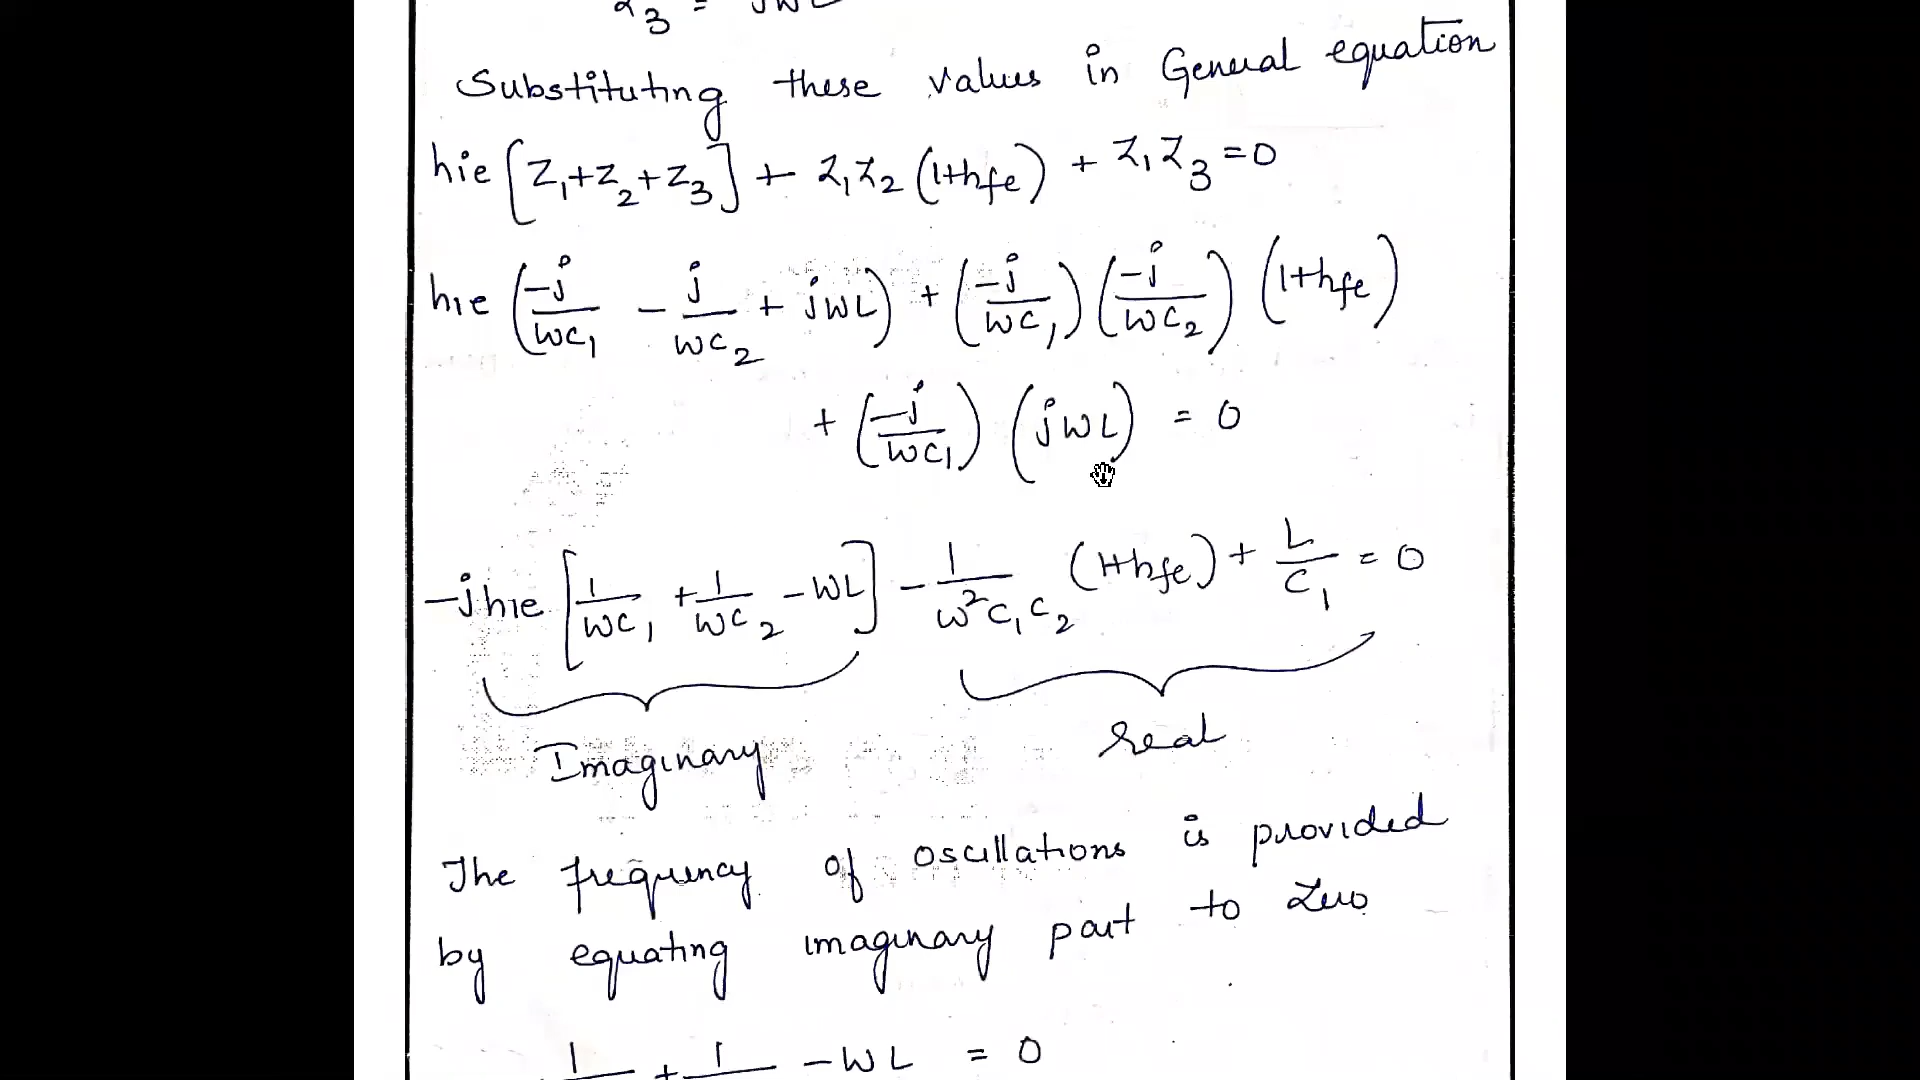 Z3 = jWL
Substituting these values in General equation
hie [Z1+Z2+Z3] + Z1Z2 (1+hfe) + Z1Z3 = 0
hie (-j/WC1 - j/WC2 + jWL) + (-j/WC1) (-j/WC2) (1+hfe)
+ (-j/WC1) (jWL) = 0
-jhie [1/WC1 + 1/WC2 - WL] - 1/W²C1C2 (1+hfe) + L/C1 = 0
Imaginary real
The frequency of oscillations is provided
by equating imaginary part to zero
- WL = 0